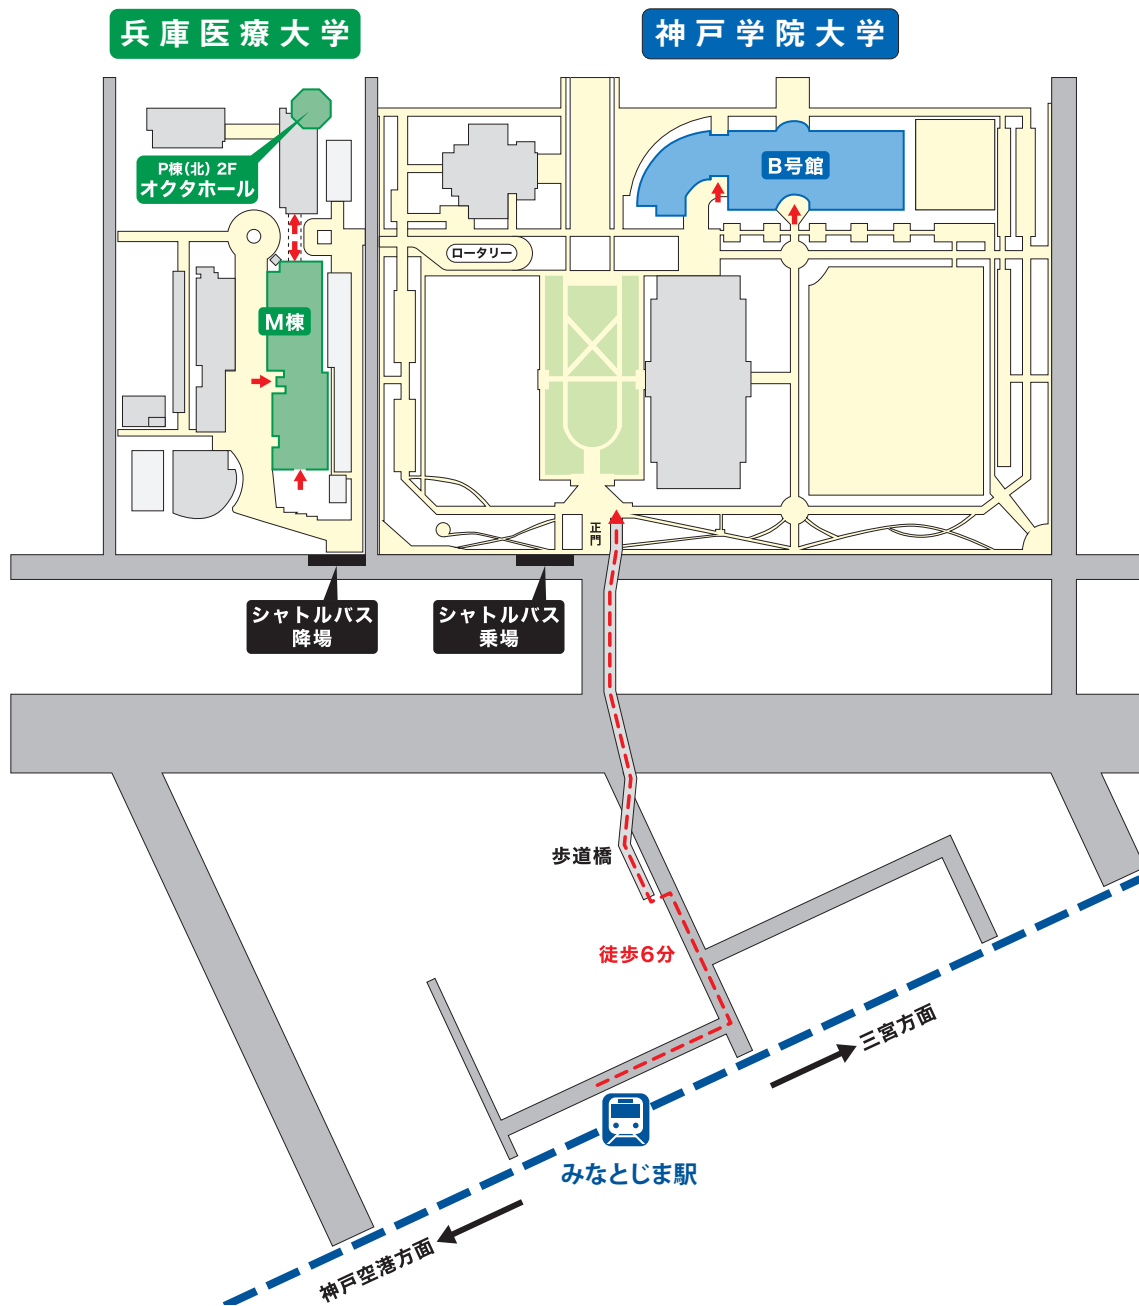 兵庫医療大学
神戸学院大学
P棟(北) 2F
オクタホール
B号館
ロータリー
M棟
正門
シャトルバス
降場
シャトルバス
乗場
歩道橋
徒歩6分
三宮方面
みなとじま駅
神戸空港方面